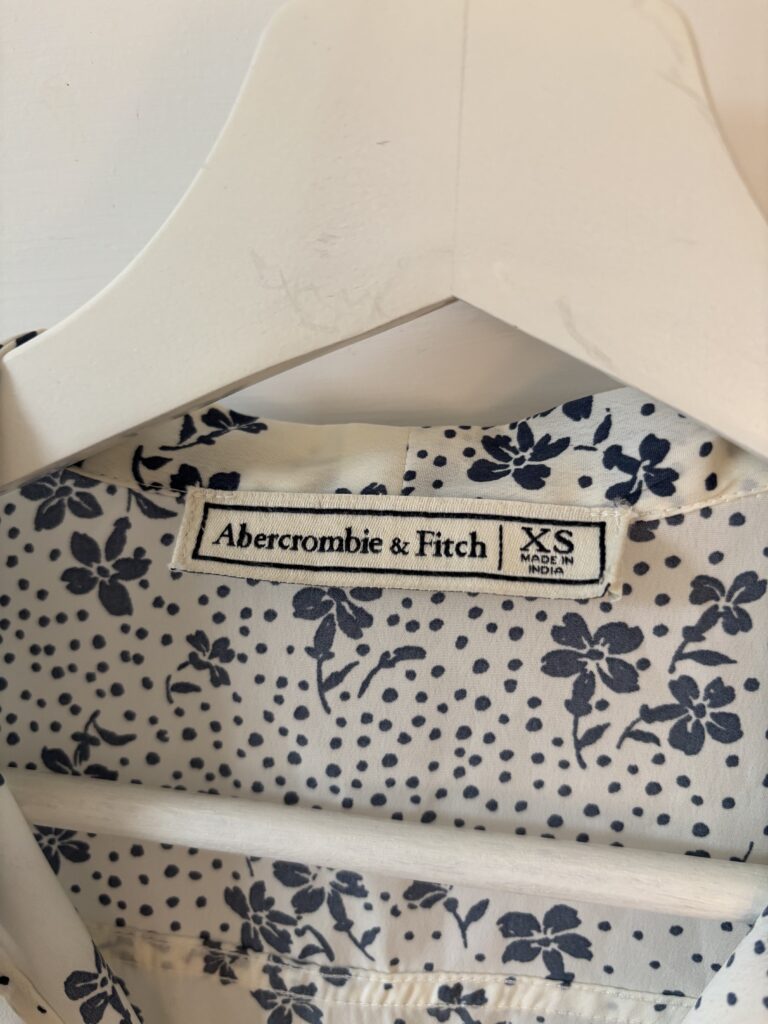 Abercrombie & Fitch | XS
MADE IN
INDIA